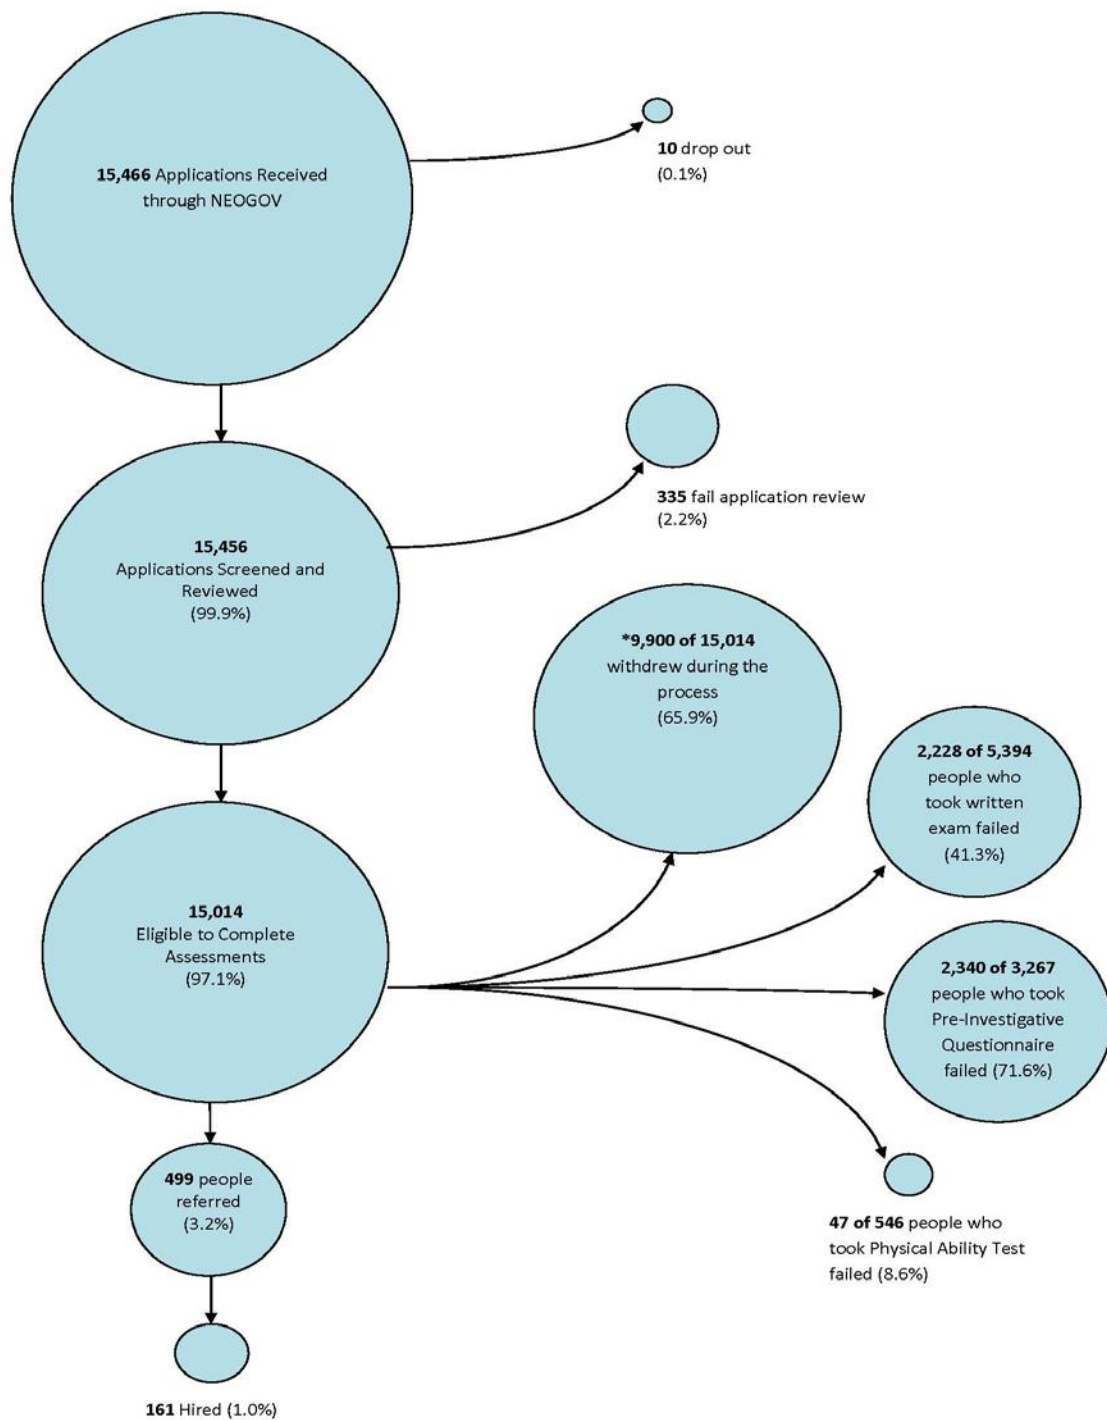 15,466 Applications Received
through NEOGOV
10 drop out
(0.1%)
335 fail application review
(2.2%)
15,456
Applications Screened and
Reviewed
(99.9%)
*9,900 of 15,014
withdrew during the
process
(65.9%)
2,228 of 5,394
people who
took written
exam failed
(41.3%)
15,014
Eligible to Complete
Assessments
(97.1%)
2,340 of 3,267
people who took
Pre-Investigative
Questionnaire
failed (71.6%)
499 people
referred
(3.2%)
47 of 546 people who
took Physical Ability Test
failed (8.6%)
161 Hired (1.0%)